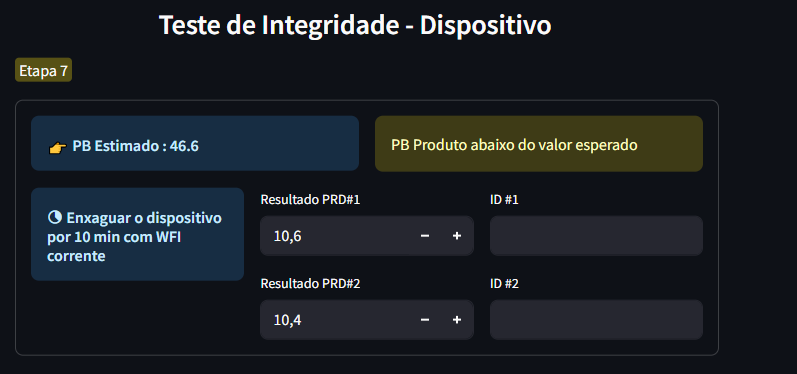 Teste de Integridade - Dispositivo
Etapa 7
PB Estimado : 46.6
PB Produto abaixo do valor esperado
Enxaguar o dispositivo
por 10 min com WFI
corrente
Resultado PRD#1
ID #1
10,6
Resultado PRD#2
ID #2
10,4